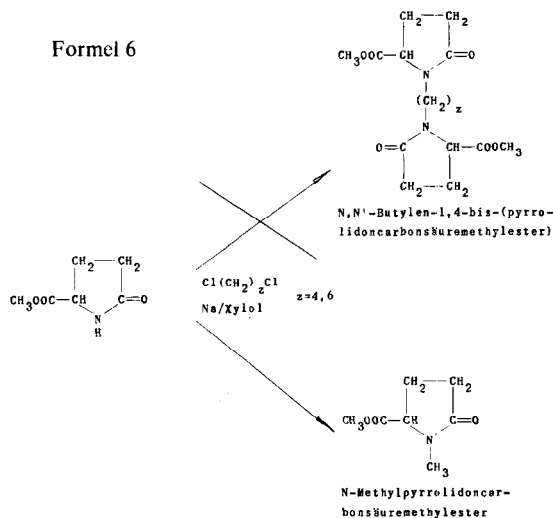 Formel 6
CH₂—CH₂
CH₃OOC—CH C=O
N
(CH₂)z
N
O=C CH—COOCH₃
CH₂—CH₂
N,N'-Butylen-1,4-bis-(pyrro-
lidoncarbonsäuremethylester)
CH₂—CH₂
CH₃OOC—CH C=O
N
H
Cl(CH₂)zCl
Na/Xylol z=4,6
CH₂—CH₂
CH₃OOC—CH C=O
N
CH₃
N-Methylpyrrolidoncar-
bonsäuremethylester